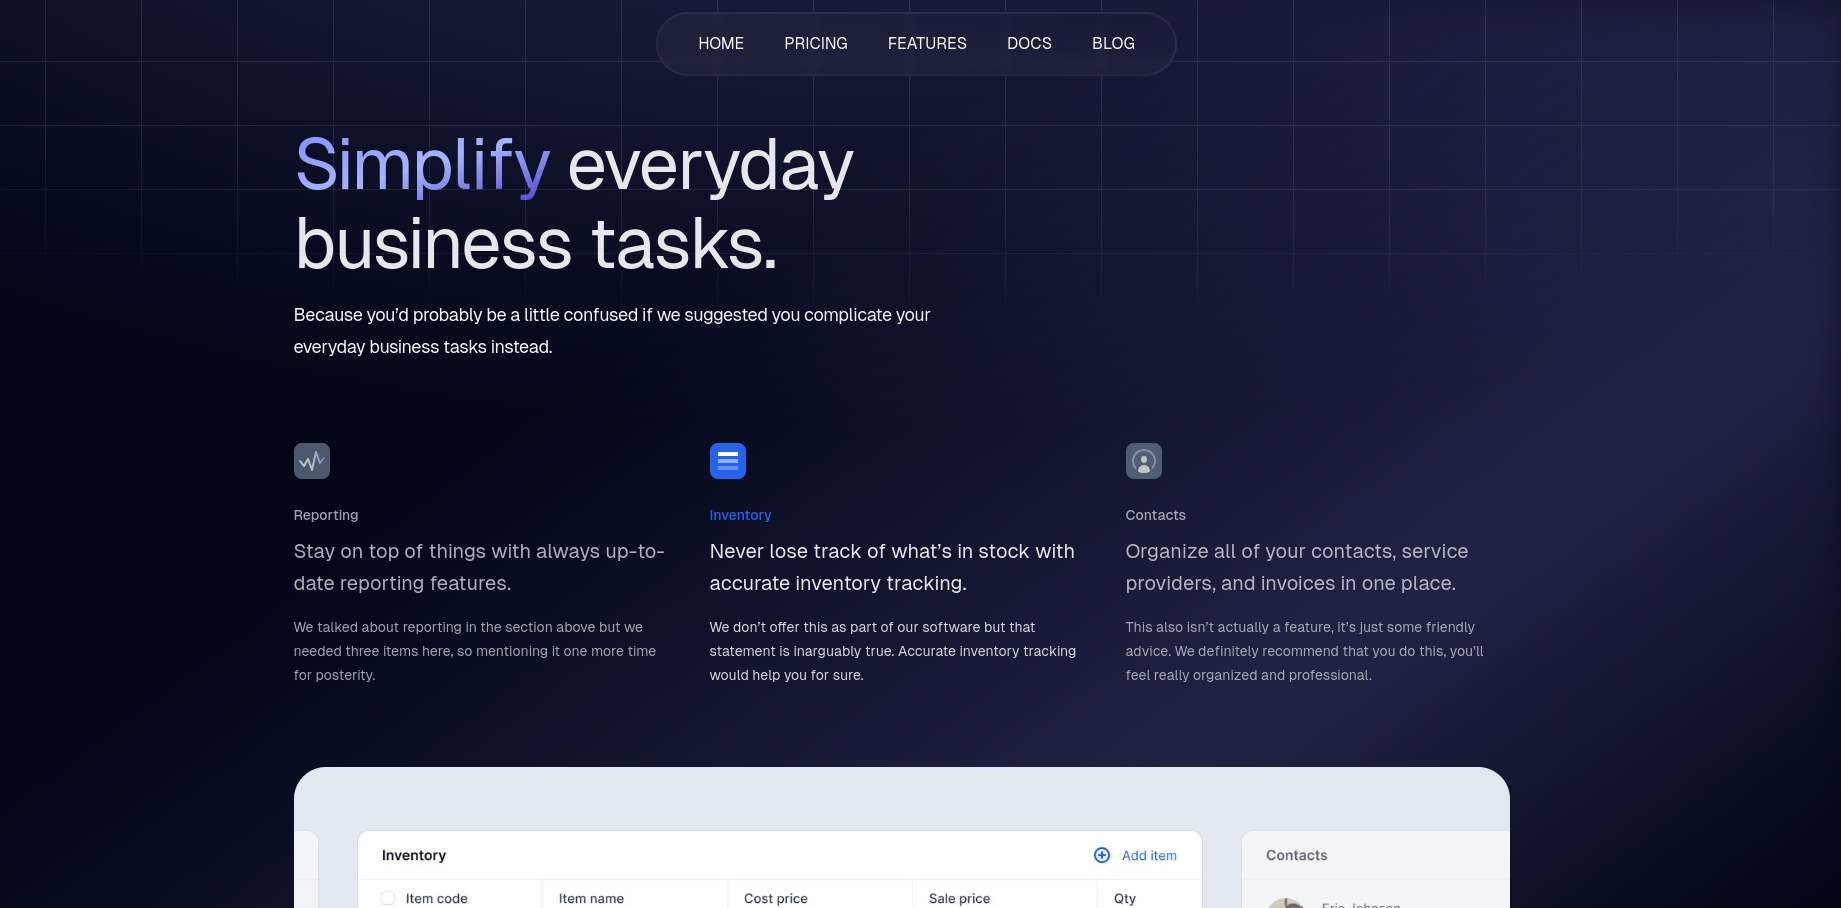 HOME PRICING FEATURES DOCS BLOG
Simplify everyday
business tasks.
Because you’d probably be a little confused if we suggested you complicate your
everyday business tasks instead.
Reporting
Stay on top of things with always up-to-
date reporting features.
We talked about reporting in the section above but we
needed three items here, so mentioning it one more time
for posterity.
Inventory
Never lose track of what’s in stock with
accurate inventory tracking.
We don’t offer this as part of our software but that
statement is inarguably true. Accurate inventory tracking
would help you for sure.
Contacts
Organize all of your contacts, service
providers, and invoices in one place.
This also isn’t actually a feature, it’s just some friendly
advice. We definitely recommend that you do this, you’ll
feel really organized and professional.
Inventory
Add item
Item code Item name Cost price Sale price Qty
Contacts